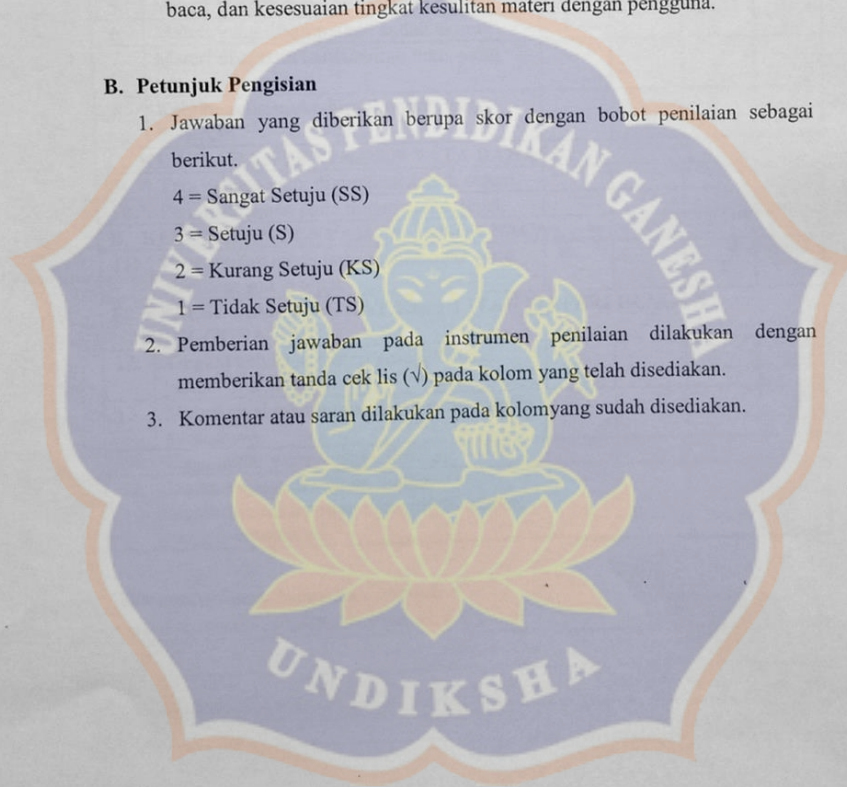 baca, dan kesesuaian tingkat kesulitan materi dengan pengguna.
B. Petunjuk Pengisian
1. Jawaban yang diberikan berupa skor dengan bobot penilaian sebagai
berikut.
4 = Sangat Setuju (SS)
3 = Setuju (S)
2 = Kurang Setuju (KS)
1 = Tidak Setuju (TS)
2. Pemberian jawaban pada instrumen penilaian dilakukan dengan
memberikan tanda cek lis (√) pada kolom yang telah disediakan.
3. Komentar atau saran dilakukan pada kolomyang sudah disediakan.
UNIVERSITAS PENDIDIKAN GANESHA
UNDIKSHA